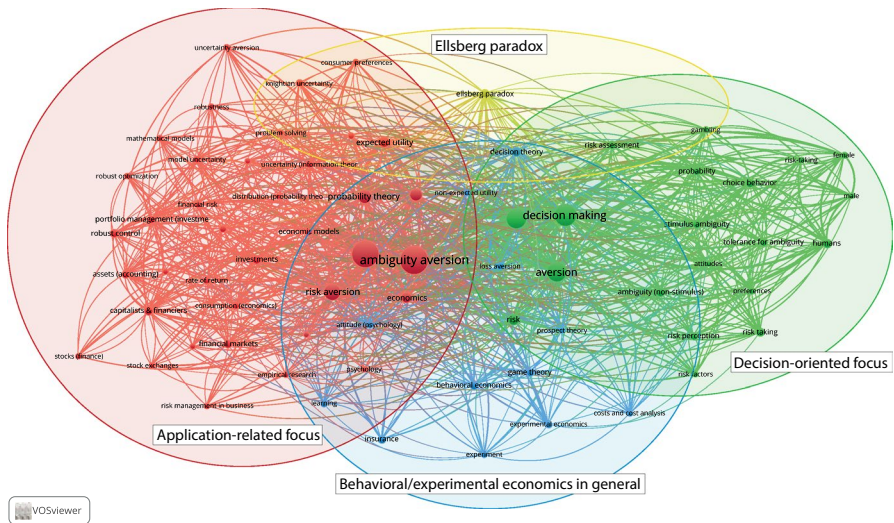 Ellsberg paradox
uncertainty aversion
consumer preferences
knightian uncertainty
ellsberg paradox
robustness
problem solving
gambling
mathematical models
expected utility
risk assessment
decision theory
female
model uncertainty
uncertainty (information theor
risk-taking
robust optimization
probability
choice behavior
distribution (probability theo
probability theory
non-expected utility
male
financial risk
portfolio management (investme
decision making
stimulus ambiguity
robust control
economic models
tolerance for ambiguity
humans
investments
ambiguity aversion
loss aversion
attitudes
assets (accounting)
rate of return
aversion
risk aversion
economics
ambiguity (non-stimulus)
preferences
capitalists & financiers
consumption (economics)
attitude (psychology)
risk
prospect theory
risk perception
risk taking
financial markets
stocks (finance)
stock exchanges
empirical research
psychology
game theory
risk factors
Decision-oriented focus
behavioral economics
risk management in business
learning
costs and cost analysis
Application-related focus
insurance
experimental economics
experiment
Behavioral/experimental economics in general
VOSviewer